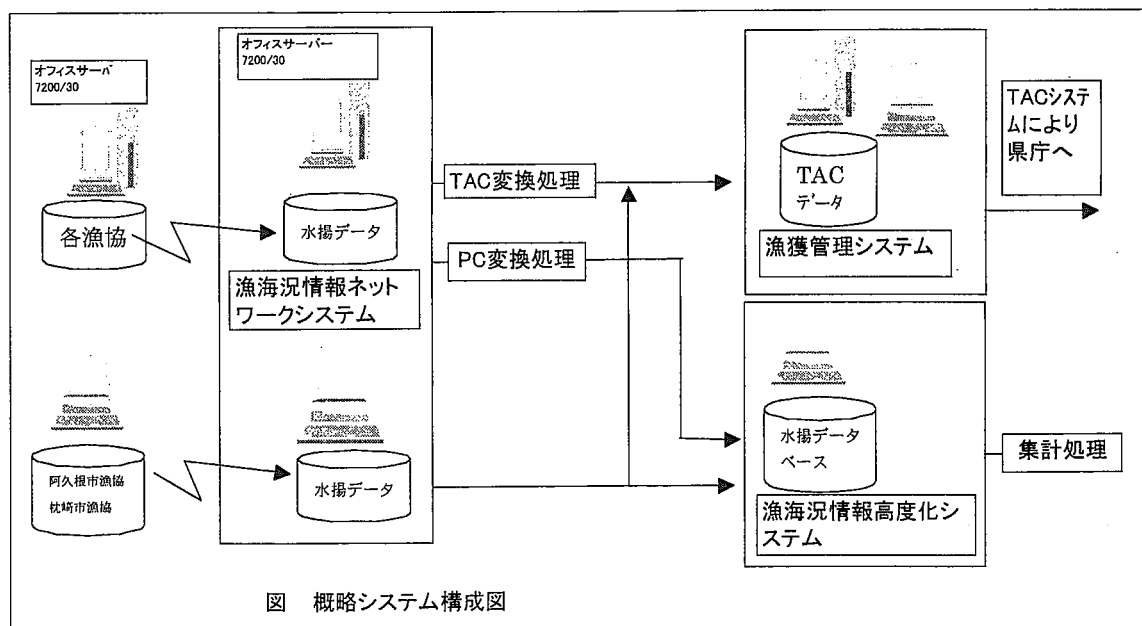 オフィスサーバ
7200/30
各漁協
阿久根市漁協
枕崎市漁協
オフィスサーバー
7200/30
水揚データ
漁海況情報ネット
ワークシステム
水揚データ
TAC変換処理
PC変換処理
TAC
データ
漁獲管理システム
水揚データ
ベース
漁海況情報高度化シ
ステム
TACシステ
ムにより
県庁へ
集計処理
図 概略システム構成図